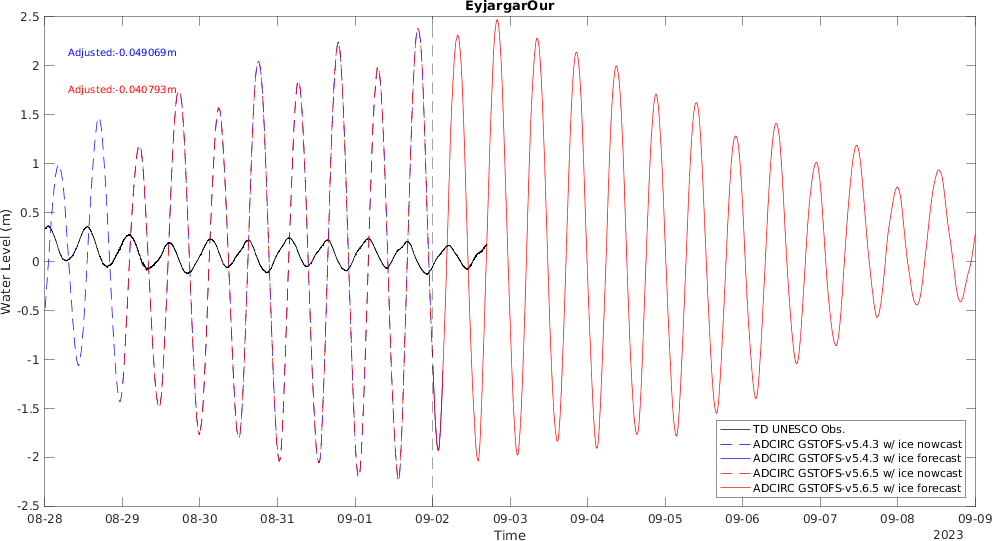 EyjargarOur
Adjusted:-0.049069m
Adjusted:-0.040793m
Water Level (m)
2.5
2
1.5
1
0.5
0
-0.5
-1
-1.5
-2
-2.5
08-28 08-29 08-30 08-31 09-01 09-02 09-03 09-04 09-05 09-06 09-07 09-08 09-09
Time
2023
TD UNESCO Obs.
ADCIRC GSTOFS-v5.4.3 w/ ice nowcast
ADCIRC GSTOFS-v5.4.3 w/ ice forecast
ADCIRC GSTOFS-v5.6.5 w/ ice nowcast
ADCIRC GSTOFS-v5.6.5 w/ ice forecast